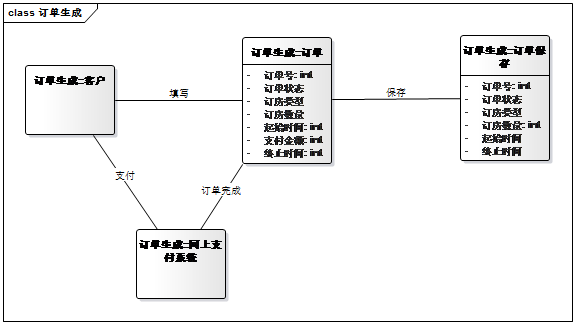 class 订单生成
订单生成::客户
填写
订单生成::订单
- 订单号: int
- 订单状态
- 订房类型
- 订房数量
- 起始时间: int
- 支付金额: int
- 终止时间: int
保存
订单生成::订单保
存
- 订单号: int
- 订单状态
- 订房类型
- 订房数量: int
- 起始时间
- 终止时间
支付
订单完成
订单生成::网上支
付系统